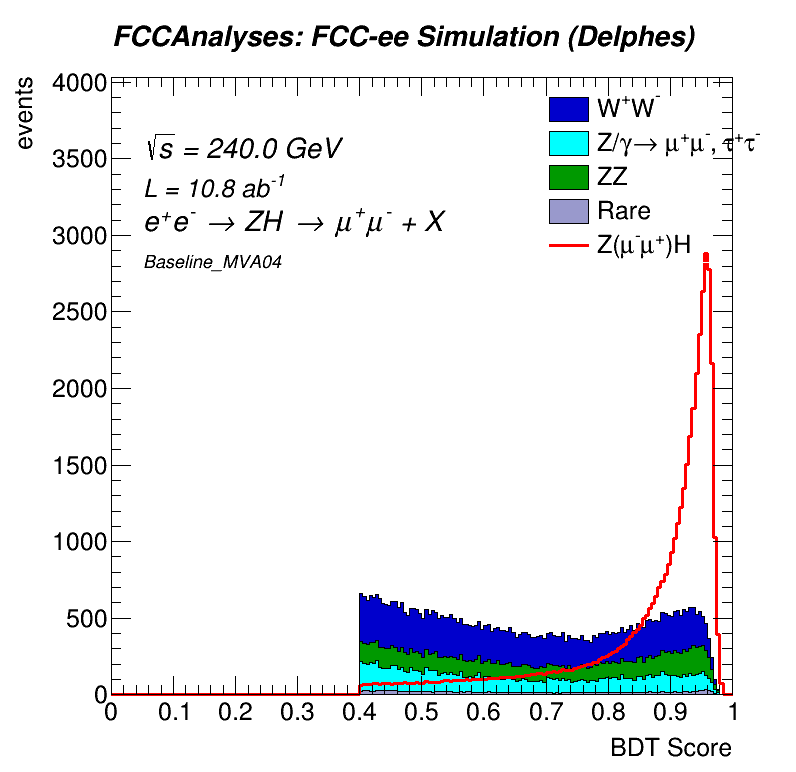 FCCAnalyses: FCC-ee Simulation (Delphes)
events
4000
3500
3000
2500
2000
1500
1000
500
0
√s = 240.0 GeV
L = 10.8 ab⁻¹
e⁺e⁻ → ZH → μ⁺μ⁻ + X
Baseline_MVA04
W⁺W⁻
Z/γ→ μ⁺μ⁻, τ⁺τ⁻
ZZ
Rare
Z(μ⁻μ⁺)H
0 0.1 0.2 0.3 0.4 0.5 0.6 0.7 0.8 0.9 1
BDT Score